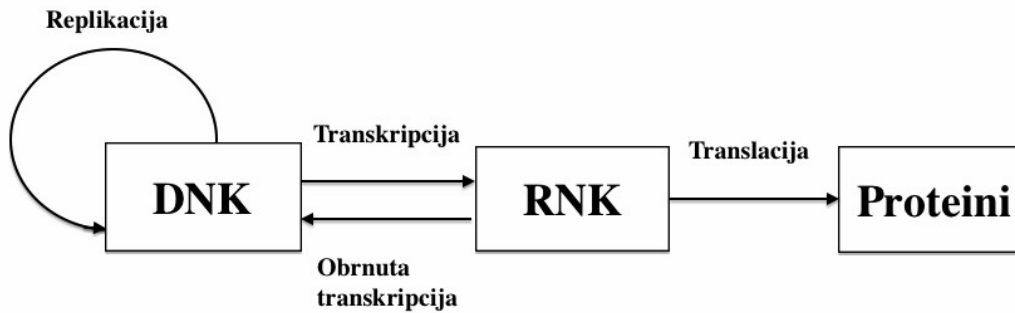 Replikacija
Transkripcija
Translacija
DNK
RNK
Proteini
Obrnuta
transkripcija